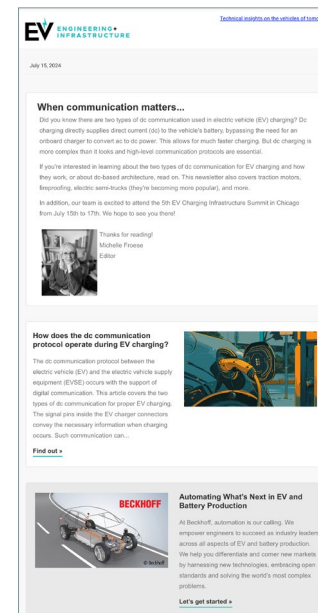 Technical insights on the vehicles of tomo
EV ENGINEERING+
INFRASTRUCTURE
July 15, 2024
When communication matters...
Did you know there are two types of dc communication used in electric vehicle (EV) charging? Dc
charging directly supplies direct current (dc) to the vehicle's battery, bypassing the need for an
onboard charger to convert ac to dc power. This allows for much faster charging. But dc charging is
more complex than it looks and high-level communication protocols are essential.
If you're interested in learning about the two types of dc communication for EV charging and how
they work, or about dc-based architecture, read on. This newsletter also covers traction motors,
fireproofing, electric semi-trucks (they're becoming more popular), and more.
In addition, our team is excited to attend the 5th EV Charging Infrastructure Summit in Chicago
from July 15th to 17th. We hope to see you there!
Thanks for reading!
Michelle Froese
Editor
How does the dc communication
protocol operate during EV charging?
The dc communication protocol between the
electric vehicle (EV) and the electric vehicle supply
equipment (EVSE) occurs with the support of
digital communication. This article covers the two
types of dc communication for proper EV charging.
The signal pins inside the EV charger connectors
convey the necessary information when charging
occurs. Such communication can...
Find out »
BECKHOFF
© Beckhoff
Automating What's Next in EV and
Battery Production
At Beckhoff, automation is our calling. We
empower engineers to succeed as industry leaders
across all aspects of EV and battery production.
We help you differentiate and corner new markets
by harnessing new technologies, embracing open
standards and solving the world's most complex
problems.
Let's get started »